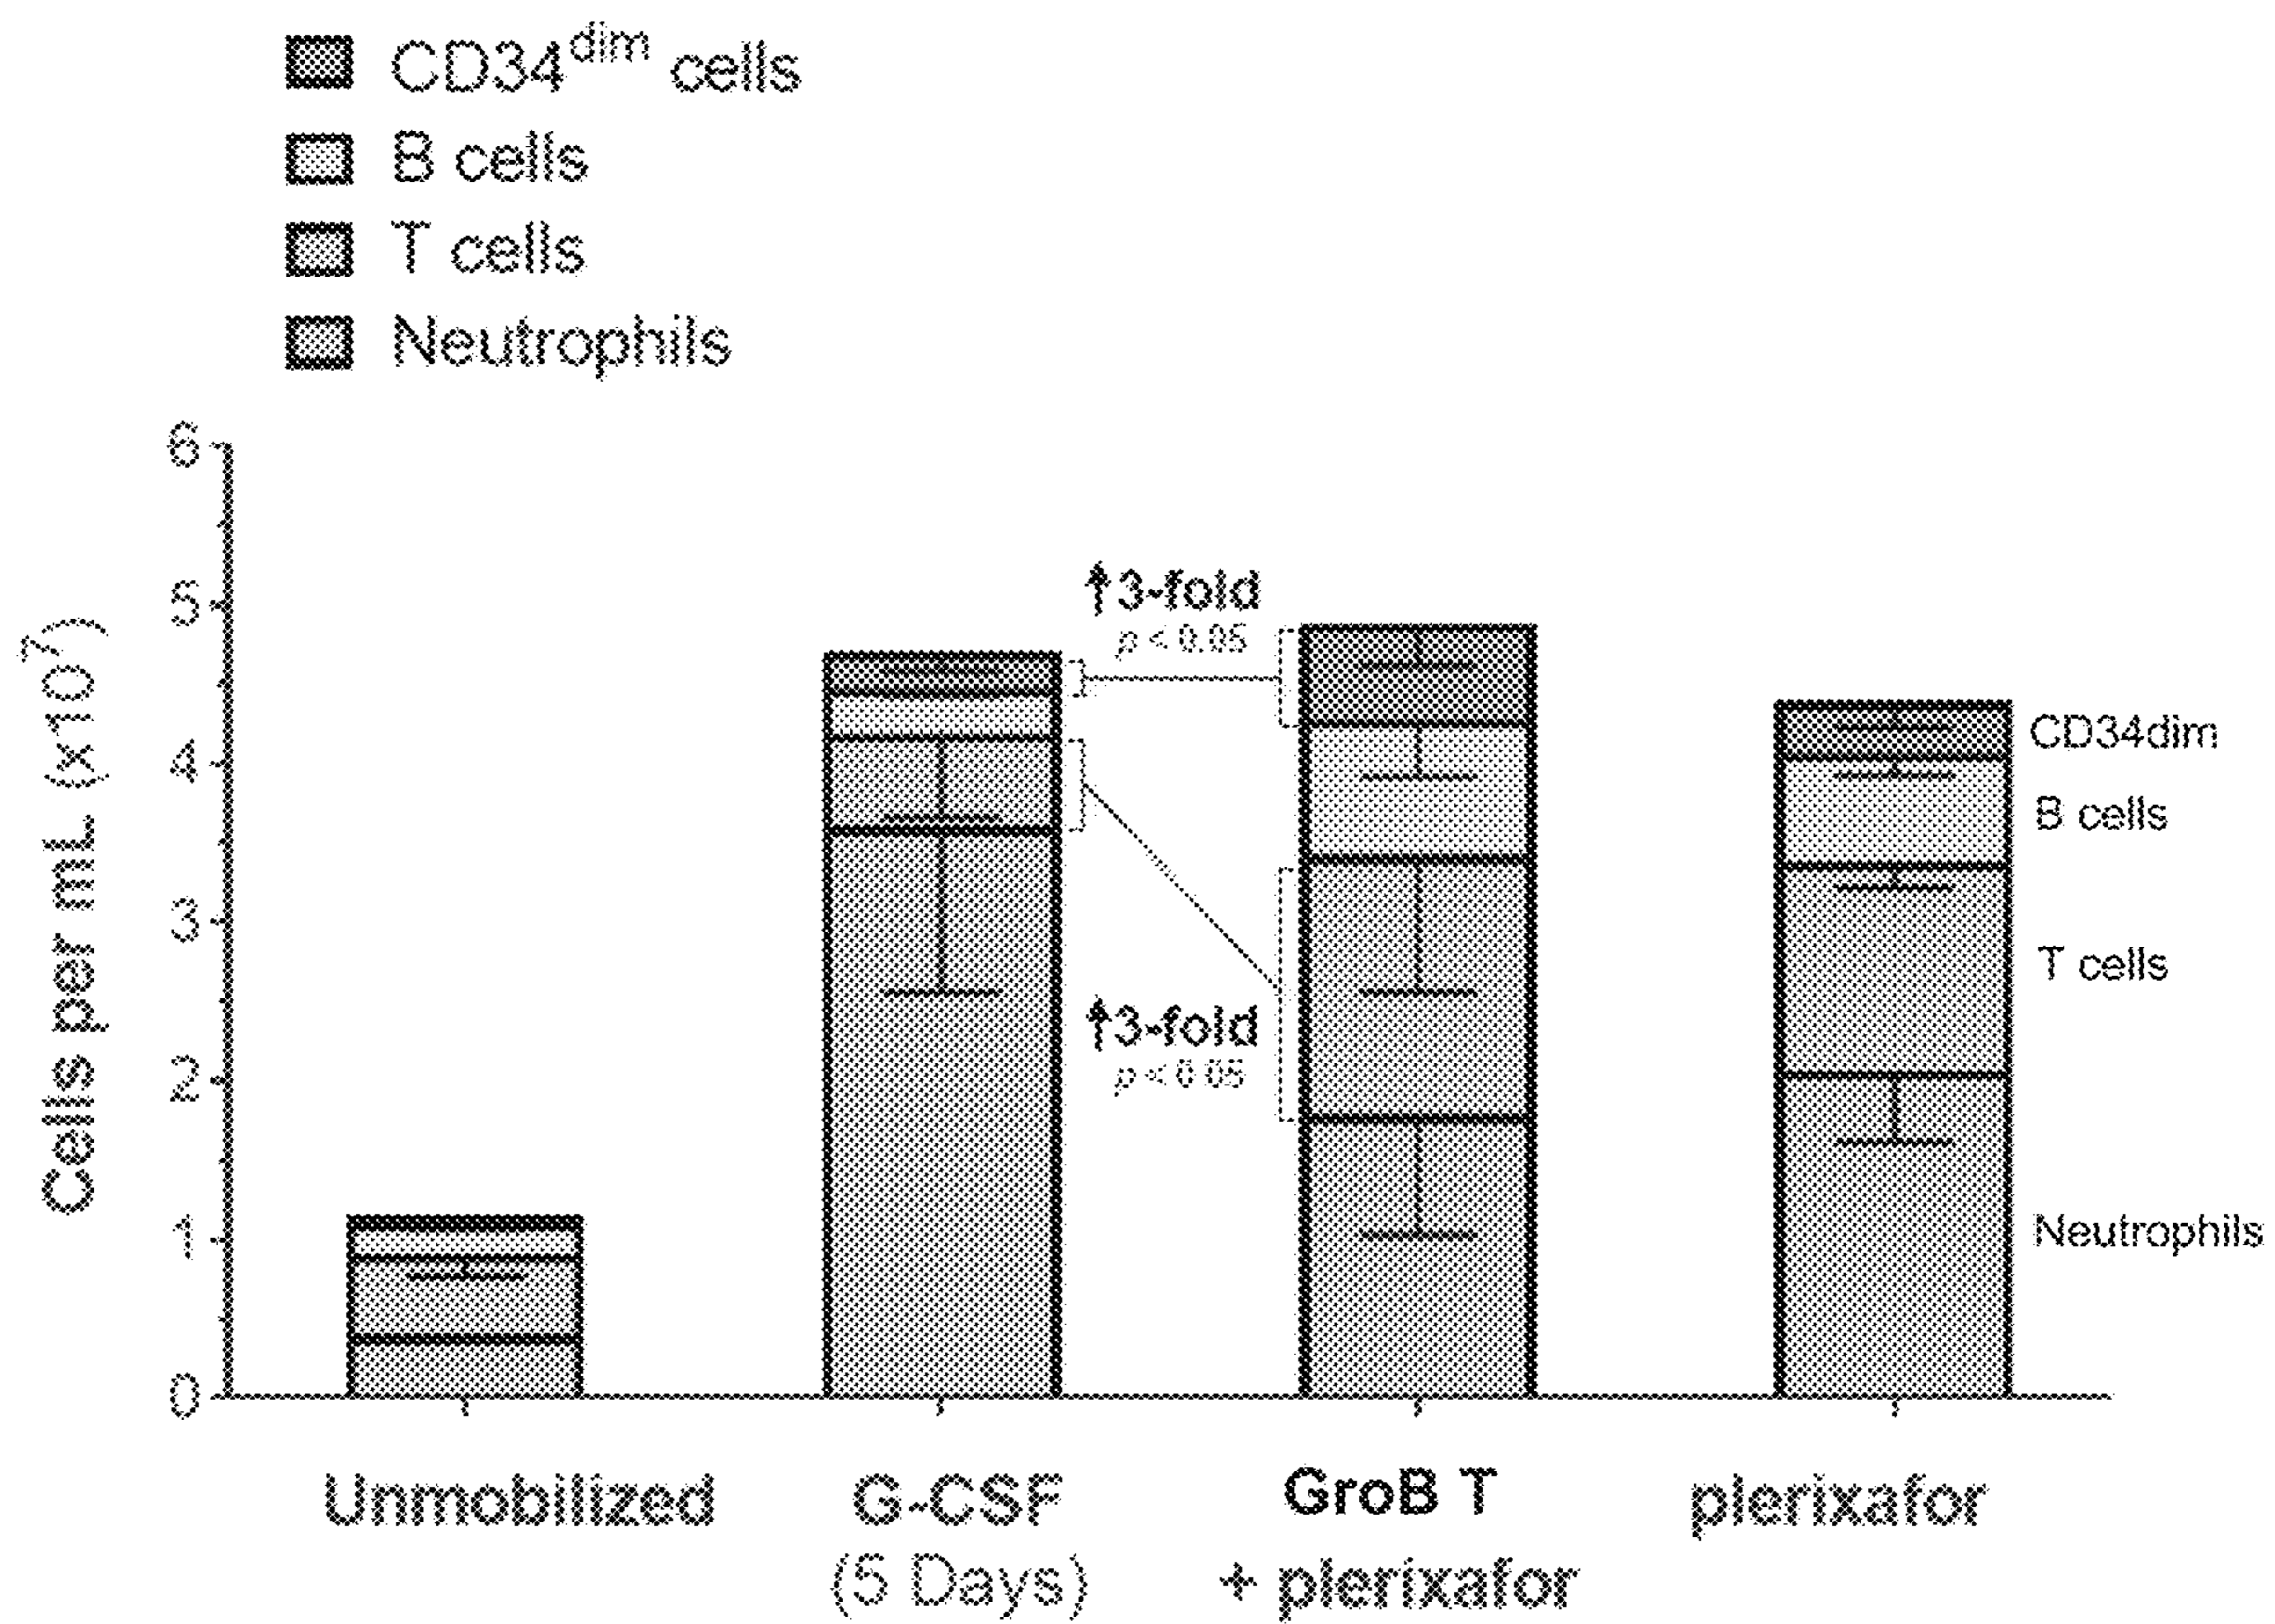 CD34dim cells
B cells
T cells
Neutrophils
6
5
4
3
2
1
0
Cells per mL (x10⁷)
↑3-fold
p < 0.05
↑3-fold
p < 0.05
CD34dim
B cells
T cells
Neutrophils
Unmobilized
G-CSF
(5 Days)
GroB T
+ plerixafor
plerixafor